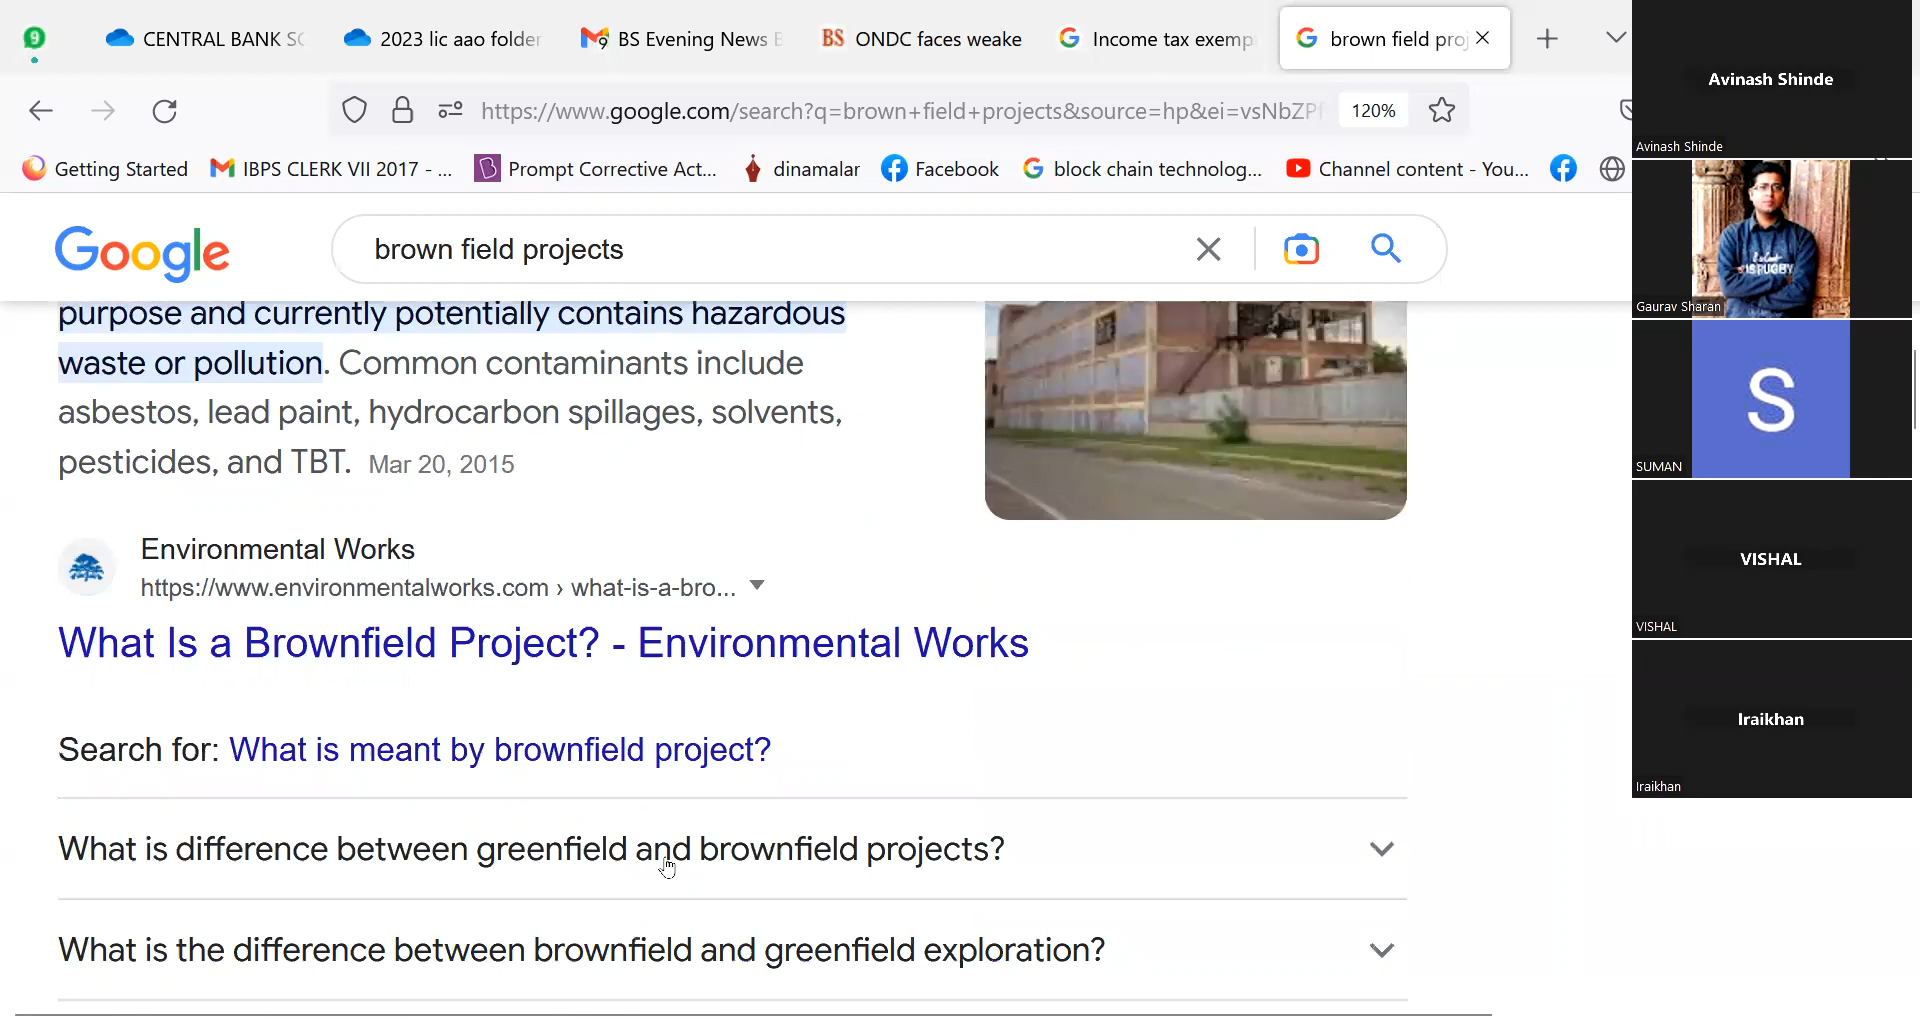 9
CENTRAL BANK SC
2023 lic aao folder
9
BS Evening News B
BS
ONDC faces weake
Income tax exemp
brown field proj
https://www.google.com/search?q=brown+field+projects&source=hp&ei=vsNbZPf
120%
Getting Started
IBPS CLERK VII 2017 - ...
Prompt Corrective Act...
dinamalar
Facebook
block chain technolog...
Channel content - You...
Google
brown field projects
purpose and currently potentially contains hazardous
waste or pollution. Common contaminants include
asbestos, lead paint, hydrocarbon spillages, solvents,
pesticides, and TBT. Mar 20, 2015
Environmental Works
https://www.environmentalworks.com › what-is-a-bro...
What Is a Brownfield Project? - Environmental Works
Search for: What is meant by brownfield project?
What is difference between greenfield and brownfield projects?
What is the difference between brownfield and greenfield exploration?
Avinash Shinde
Avinash Shinde
Gaurav Sharan
S
SUMAN
VISHAL
VISHAL
Iraikhan
Iraikhan